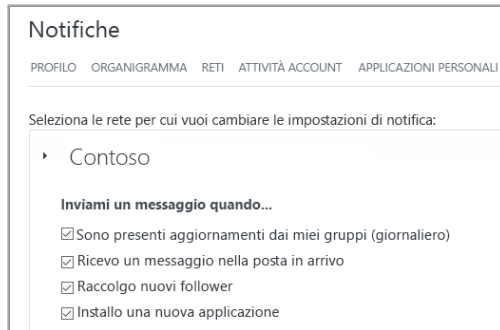 Notifiche
PROFILO ORGANIGRAMMA RETI ATTIVITÀ ACCOUNT APPLICAZIONI PERSONALI
Seleziona le rete per cui vuoi cambiare le impostazioni di notifica:
Contoso
Inviami un messaggio quando...
Sono presenti aggiornamenti dai miei gruppi (giornaliero)
Ricevo un messaggio nella posta in arrivo
Raccolgo nuovi follower
Installo una nuova applicazione